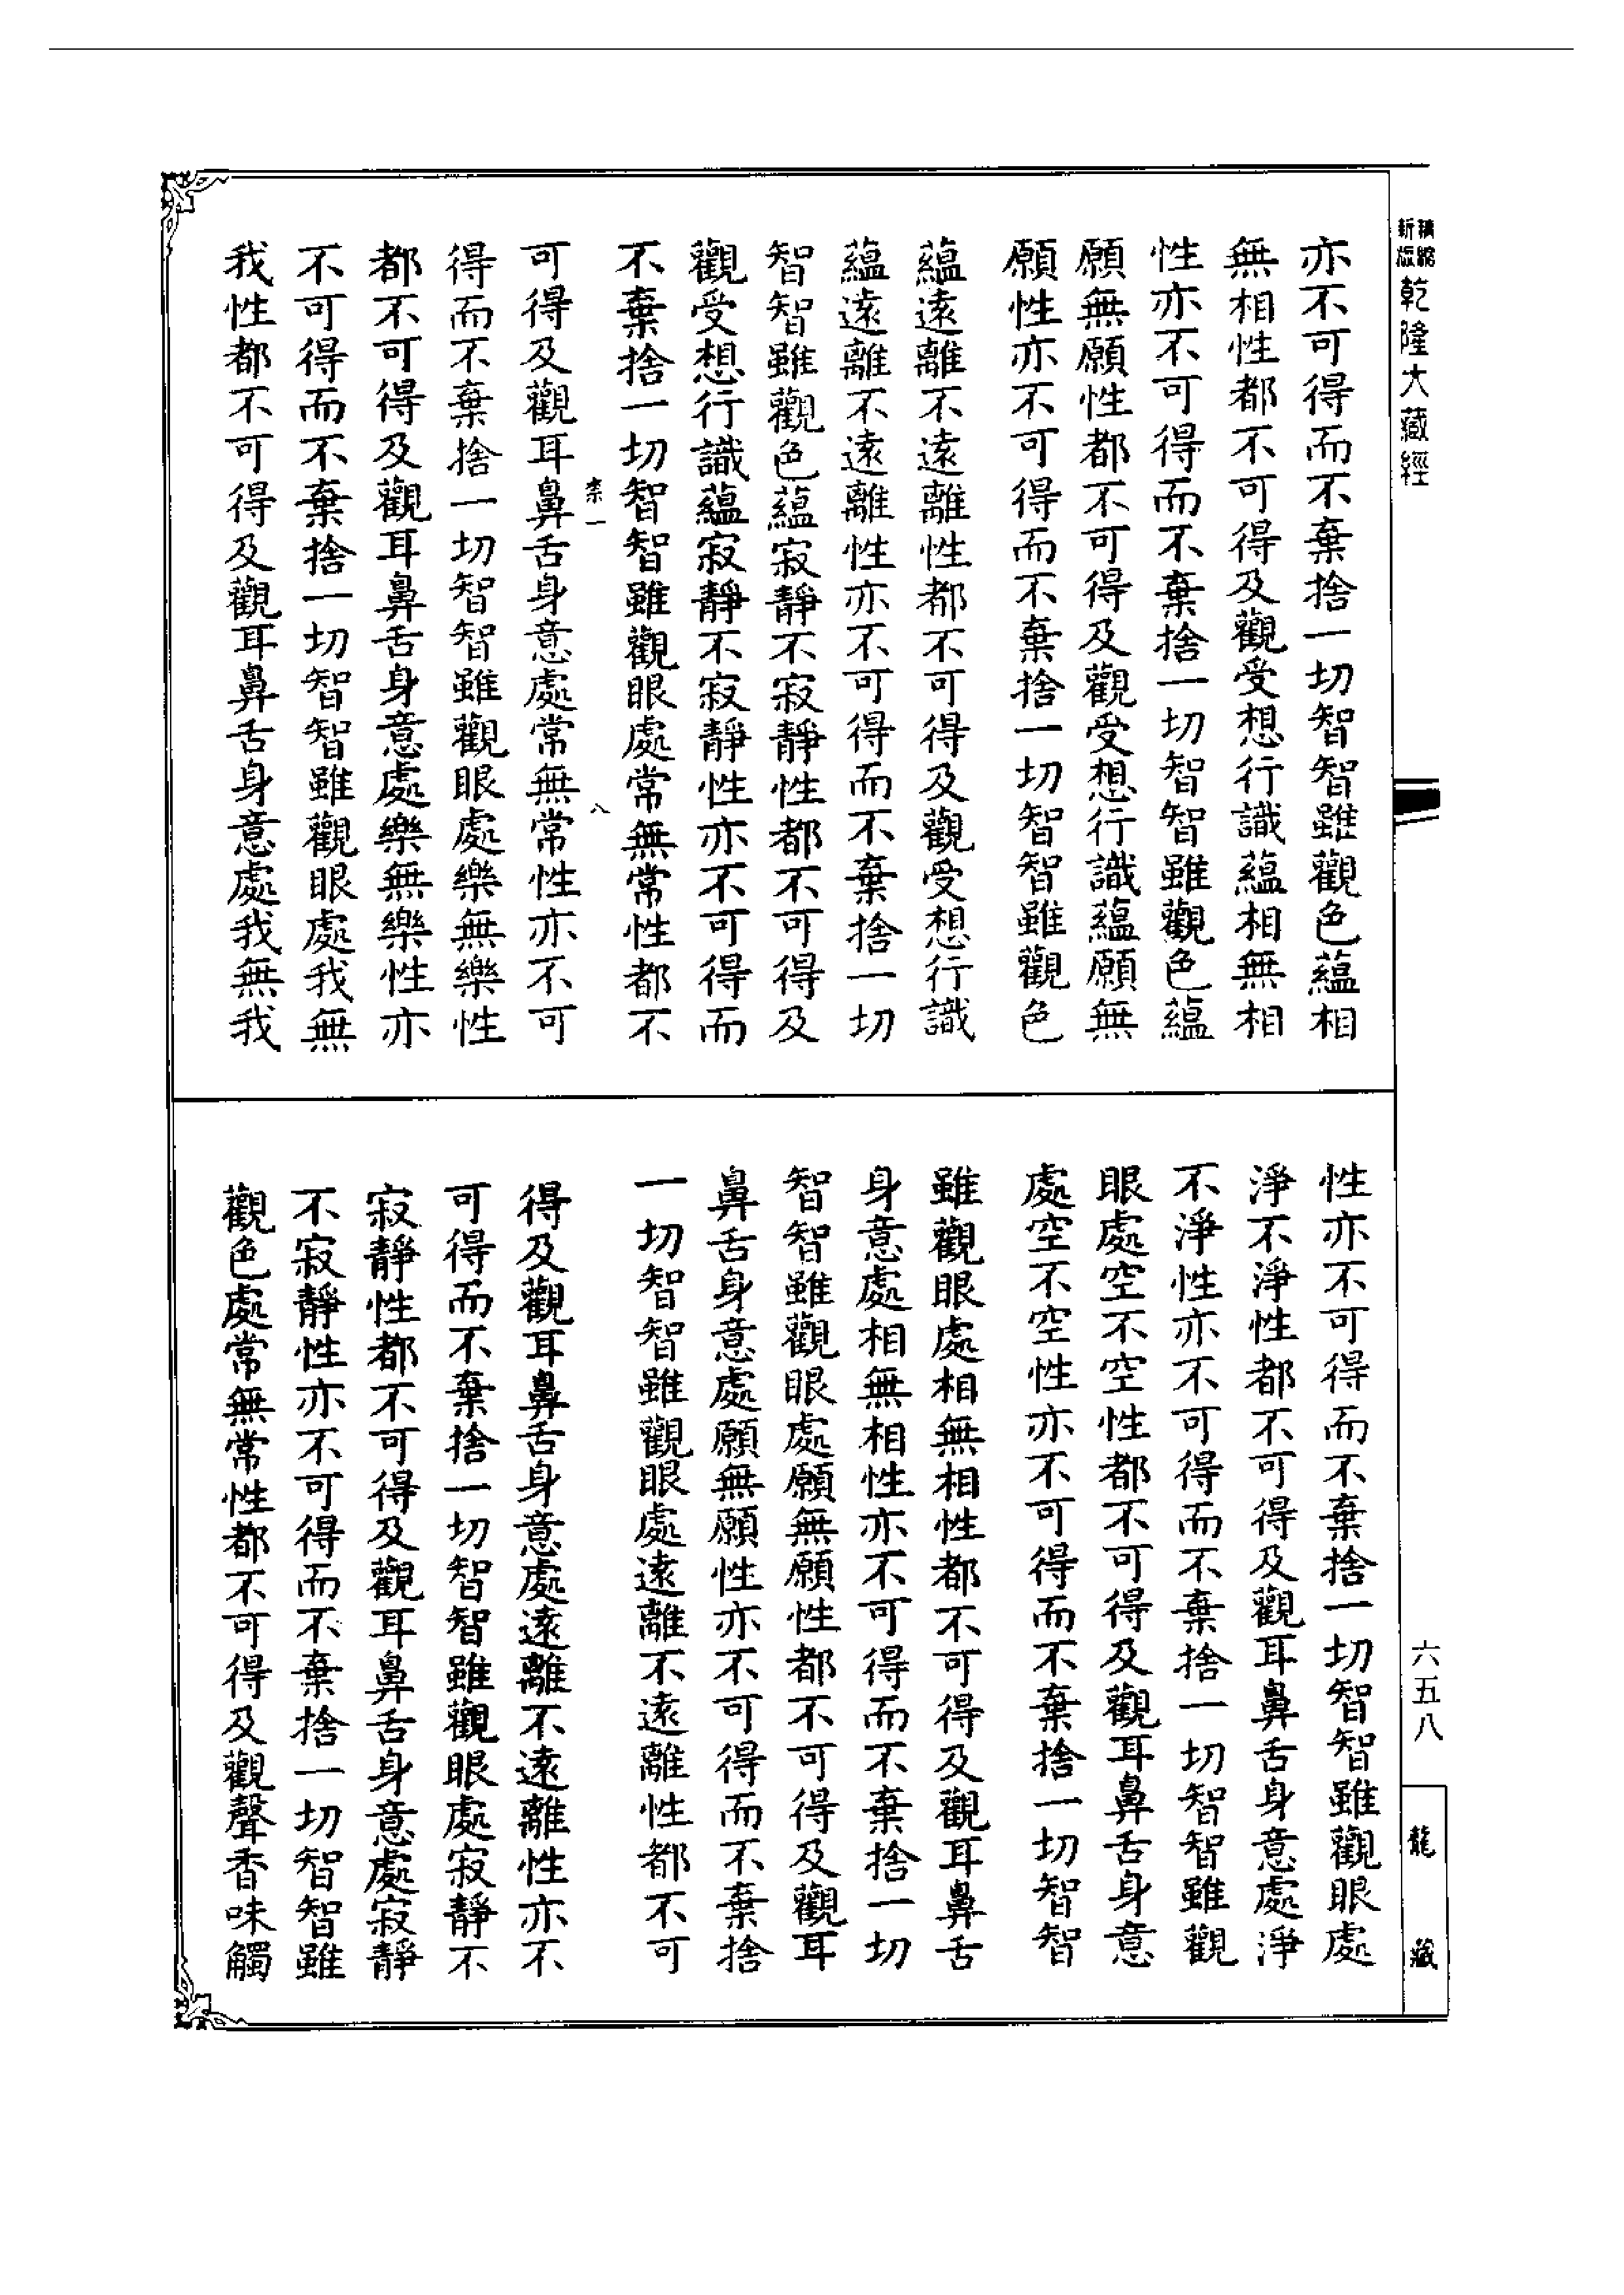 新版精縮乾隆大藏經
亦不可得而不棄捨一切智智雖觀色蘊相
無相性都不可得及觀受想行識蘊相無相
性亦不可得而不棄捨一切智智雖觀色蘊
願無願性都不可得及觀受想行識蘊願無
願性亦不可得而不棄捨一切智智雖觀色
蘊遠離不遠離性都不可得及觀受想行識
蘊遠離不遠離性亦不可得而不棄捨一切
智智雖觀色蘊寂靜不寂靜性都不可得及
觀受想行識蘊寂靜不寂靜性亦不可得而
不棄捨一切智智雖觀眼處常無常性都不
柰一 八
可得及觀耳鼻舌身意處常無常性亦不可
得而不棄捨一切智智雖觀眼處樂無樂性
都不可得及觀耳鼻舌身意處樂無樂性亦
不可得而不棄捨一切智智雖觀眼處我無
我性都不可得及觀耳鼻舌身意處我無我
六五八
龍藏
性亦不可得而不棄捨一切智智雖觀眼處
淨不淨性都不可得及觀耳鼻舌身意處淨
不淨性亦不可得而不棄捨一切智智雖觀
眼處空不空性都不可得及觀耳鼻舌身意
處空不空性亦不可得而不棄捨一切智智
雖觀眼處相無相性都不可得及觀耳鼻舌
身意處相無相性亦不可得而不棄捨一切
智智雖觀眼處願無願性都不可得及觀耳
鼻舌身意處願無願性亦不可得而不棄捨
一切智智雖觀眼處遠離不遠離性都不可
得及觀耳鼻舌身意處遠離不遠離性亦不
可得而不棄捨一切智智雖觀眼處寂靜不
寂靜性都不可得及觀耳鼻舌身意處寂靜
不寂靜性亦不可得而不棄捨一切智智雖
觀色處常無常性都不可得及觀聲香味觸